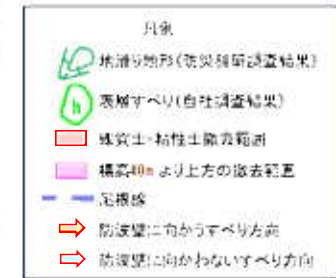 凡例
地滑り地形(防災科研調査結果)
h
表層すべり(自社調査結果)
礫質土・粘性土撤去範囲
標高40mより上方の撤去範囲
尾根線
防波壁に向かうすべり方向
防波壁に向かわないすべり方向